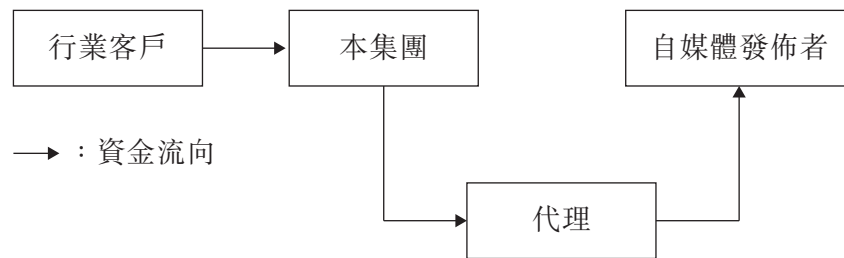 行業客戶
本集團
自媒體發佈者
：資金流向
代理